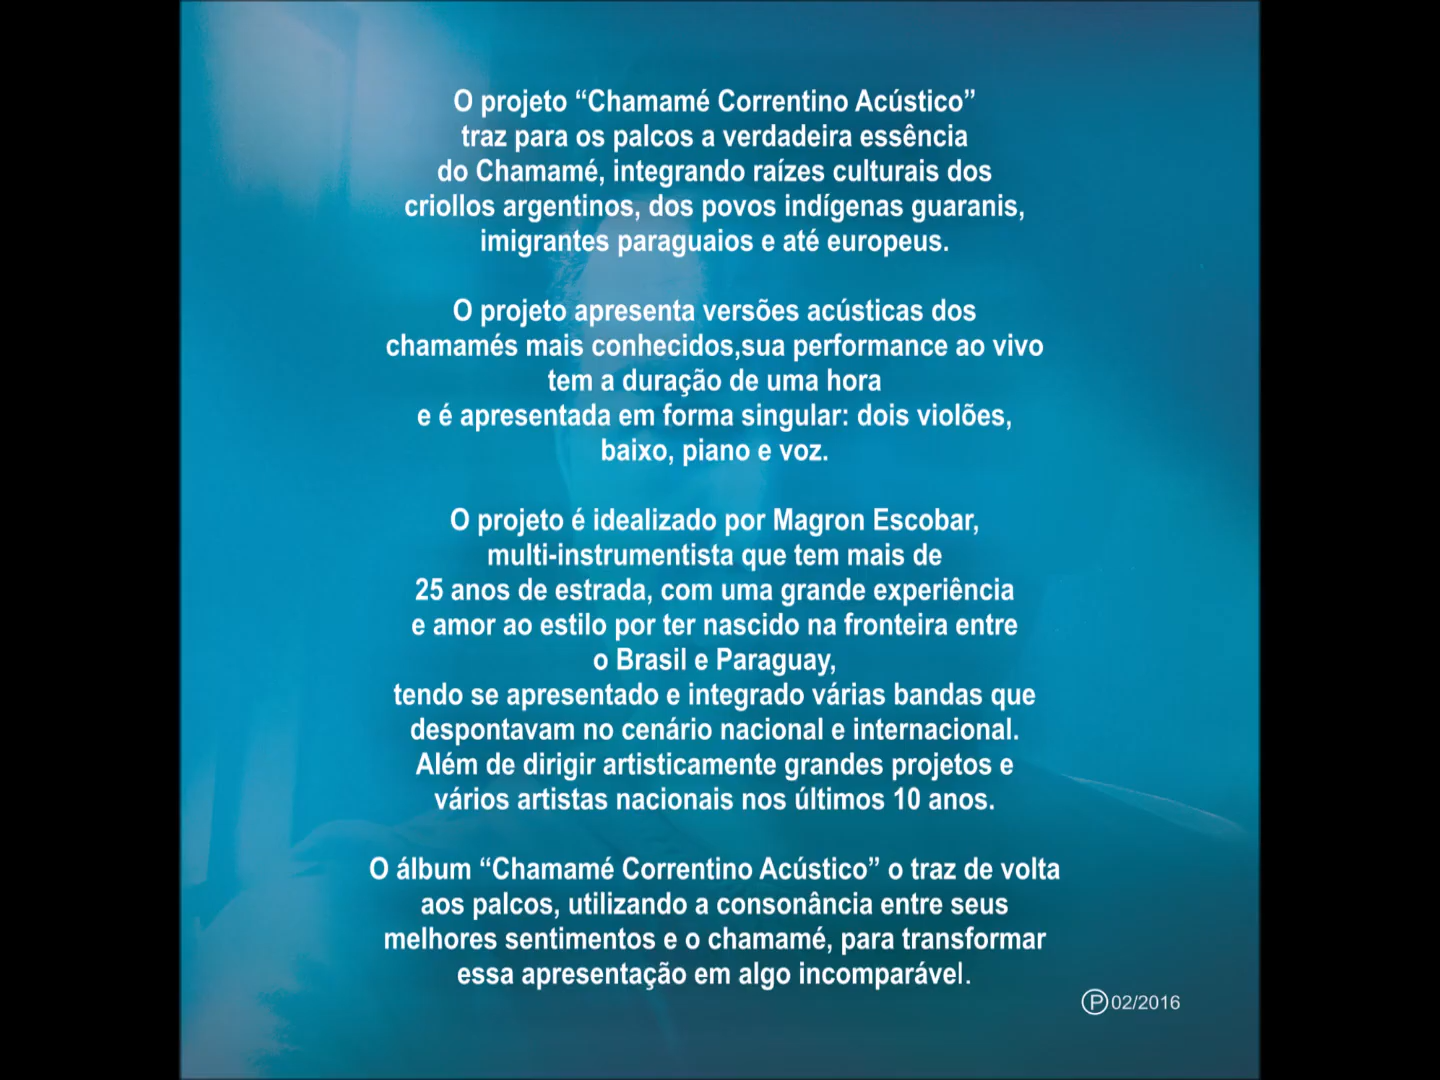 O projeto “Chamamé Correntino Acústico”
traz para os palcos a verdadeira essência
do Chamamé, integrando raízes culturais dos
criollos argentinos, dos povos indígenas guaranis,
imigrantes paraguaios e até europeus.
O projeto apresenta versões acústicas dos
chamamés mais conhecidos,sua performance ao vivo
tem a duração de uma hora
e é apresentada em forma singular: dois violões,
baixo, piano e voz.
O projeto é idealizado por Magron Escobar,
multi-instrumentista que tem mais de
25 anos de estrada, com uma grande experiência
e amor ao estilo por ter nascido na fronteira entre
o Brasil e Paraguay,
tendo se apresentado e integrado várias bandas que
despontavam no cenário nacional e internacional.
Além de dirigir artisticamente grandes projetos e
vários artistas nacionais nos últimos 10 anos.
O álbum “Chamamé Correntino Acústico” o traz de volta
aos palcos, utilizando a consonância entre seus
melhores sentimentos e o chamamé, para transformar
essa apresentação em algo incomparável.
℗02/2016